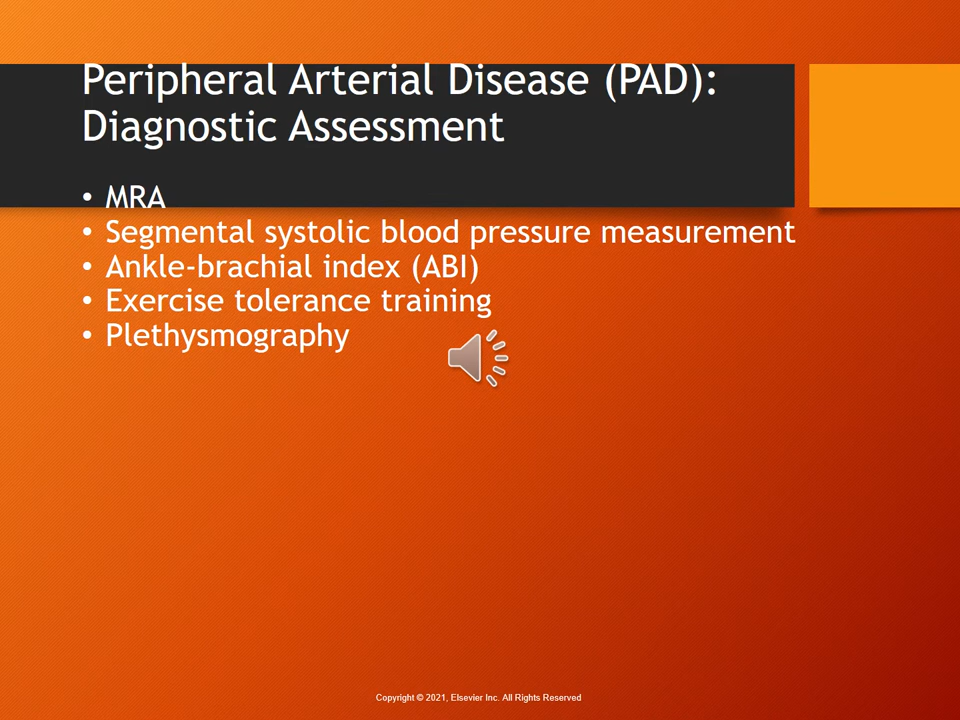 Peripheral Arterial Disease (PAD):
Diagnostic Assessment
• MRA
• Segmental systolic blood pressure measurement
• Ankle-brachial index (ABI)
• Exercise tolerance training
• Plethysmography
Copyright © 2021, Elsevier Inc. All Rights Reserved